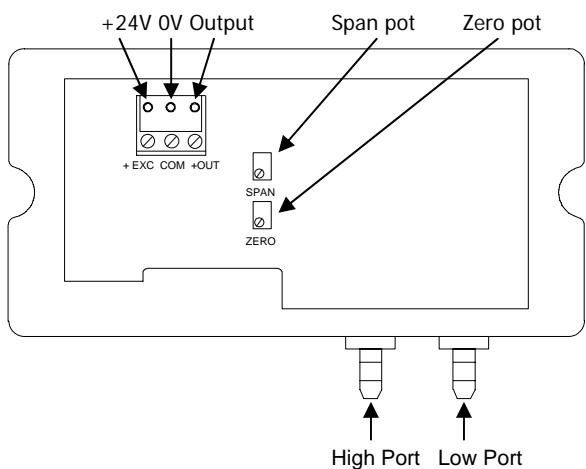 +24V 0V Output Span pot Zero pot
+ EXC COM +OUT
SPAN
ZERO
High Port Low Port